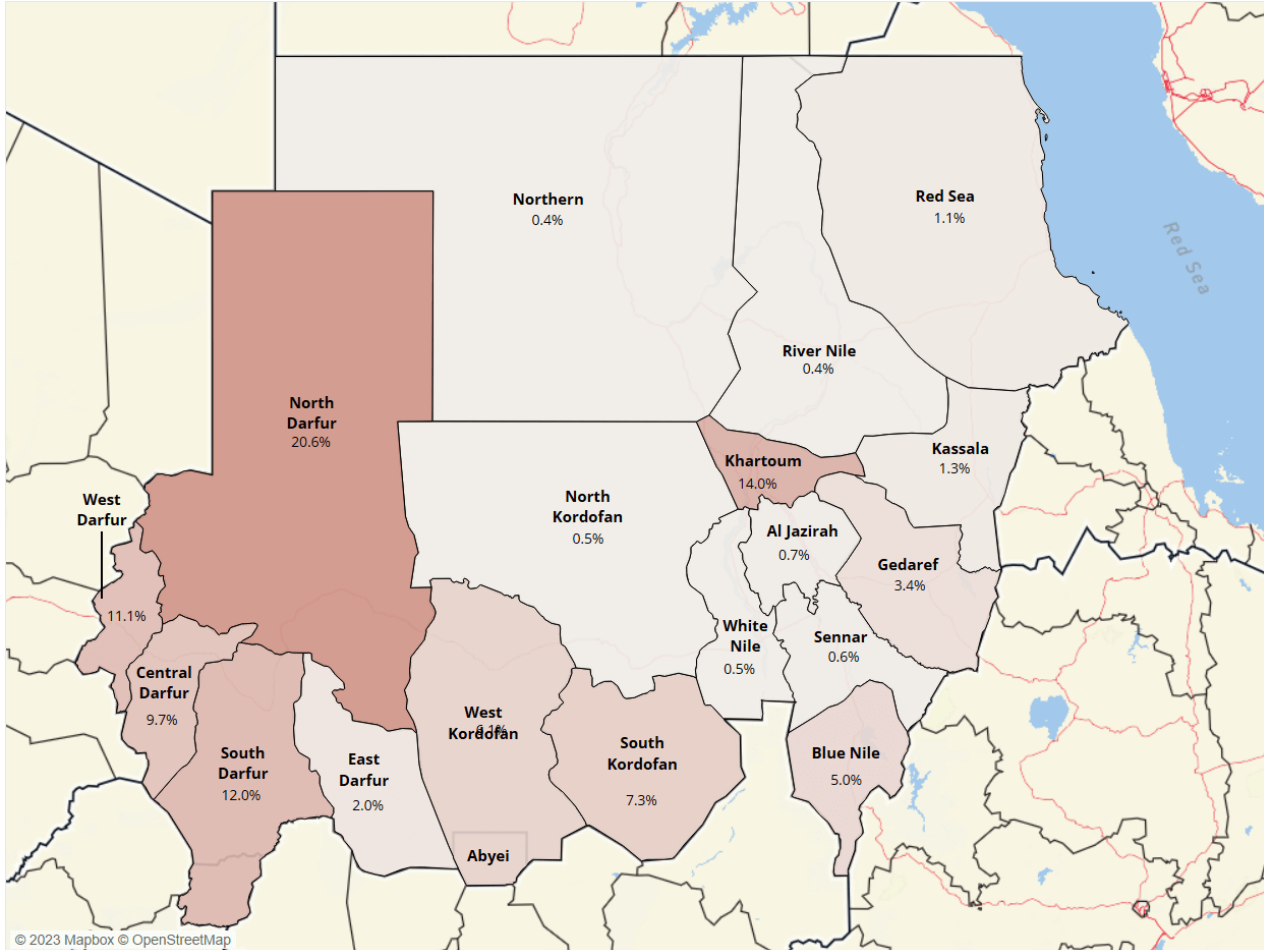 Northern
0.4%
Red Sea
1.1%
Red Sea
River Nile
0.4%
North
Darfur
20.6%
Khartoum
14.0%
Kassala
1.3%
West
Darfur
11.1%
North
Kordofan
0.5%
Al Jazirah
0.7%
Gedaref
3.4%
White
Nile
0.5%
Sennar
0.6%
Central
Darfur
9.7%
South
Darfur
12.0%
East
Darfur
2.0%
West
Kordofan
South
Kordofan
7.3%
Blue Nile
5.0%
Abyei
© 2023 Mapbox © OpenStreetMap